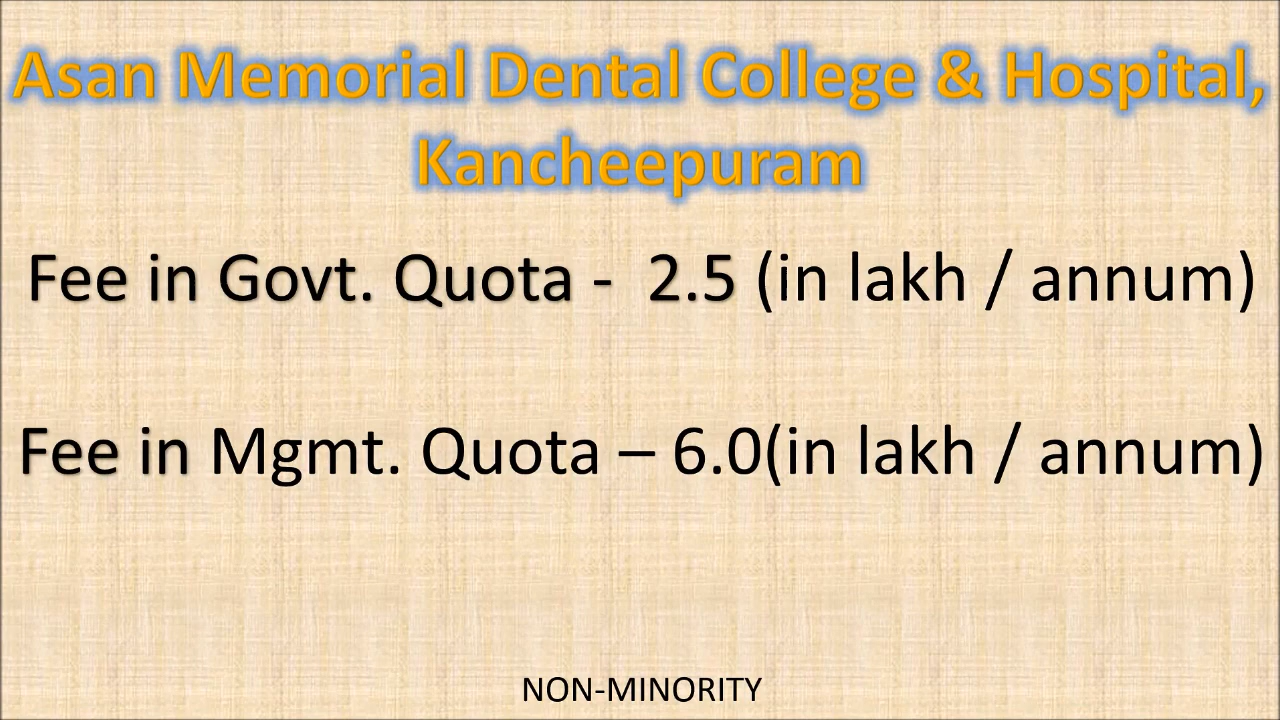 Asan Memorial Dental College & Hospital,
Kancheepuram
Fee in Govt. Quota -  2.5 (in lakh / annum)
Fee in Mgmt. Quota – 6.0(in lakh / annum)
NON-MINORITY